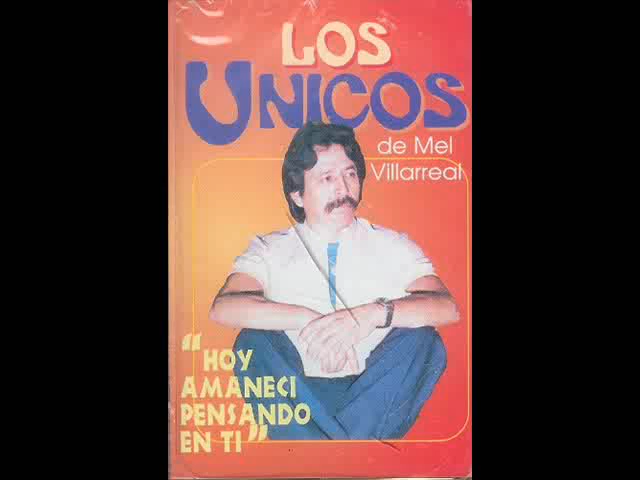 LOS
UNICOS
de Mel
Villarreal
"HOY
AMANECI
PENSANDO
EN TI"